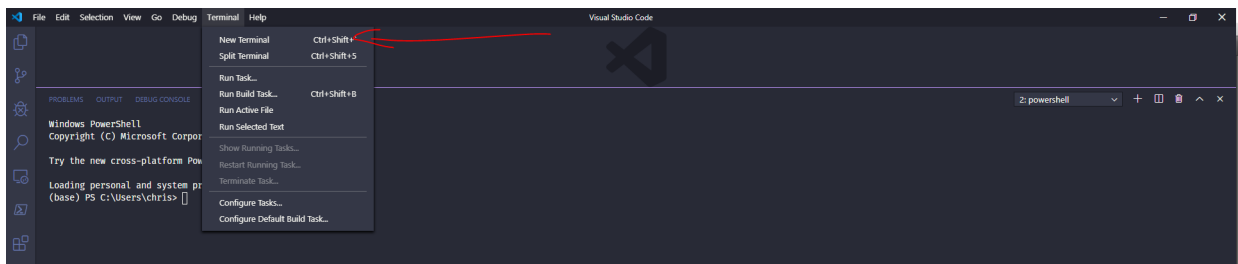 File Edit Selection View Go Debug Terminal Help
Visual Studio Code
New Terminal Ctrl+Shift+`
Split Terminal Ctrl+Shift+5
Run Task...
Run Build Task... Ctrl+Shift+B
Run Active File
Run Selected Text
Show Running Tasks...
Restart Running Task...
Terminate Task...
Configure Tasks...
Configure Default Build Task...
PROBLEMS OUTPUT DEBUG CONSOLE
2: powershell
Windows PowerShell
Copyright (C) Microsoft Corpor
Try the new cross-platform Pow
Loading personal and system pr
(base) PS C:\Users\chris>